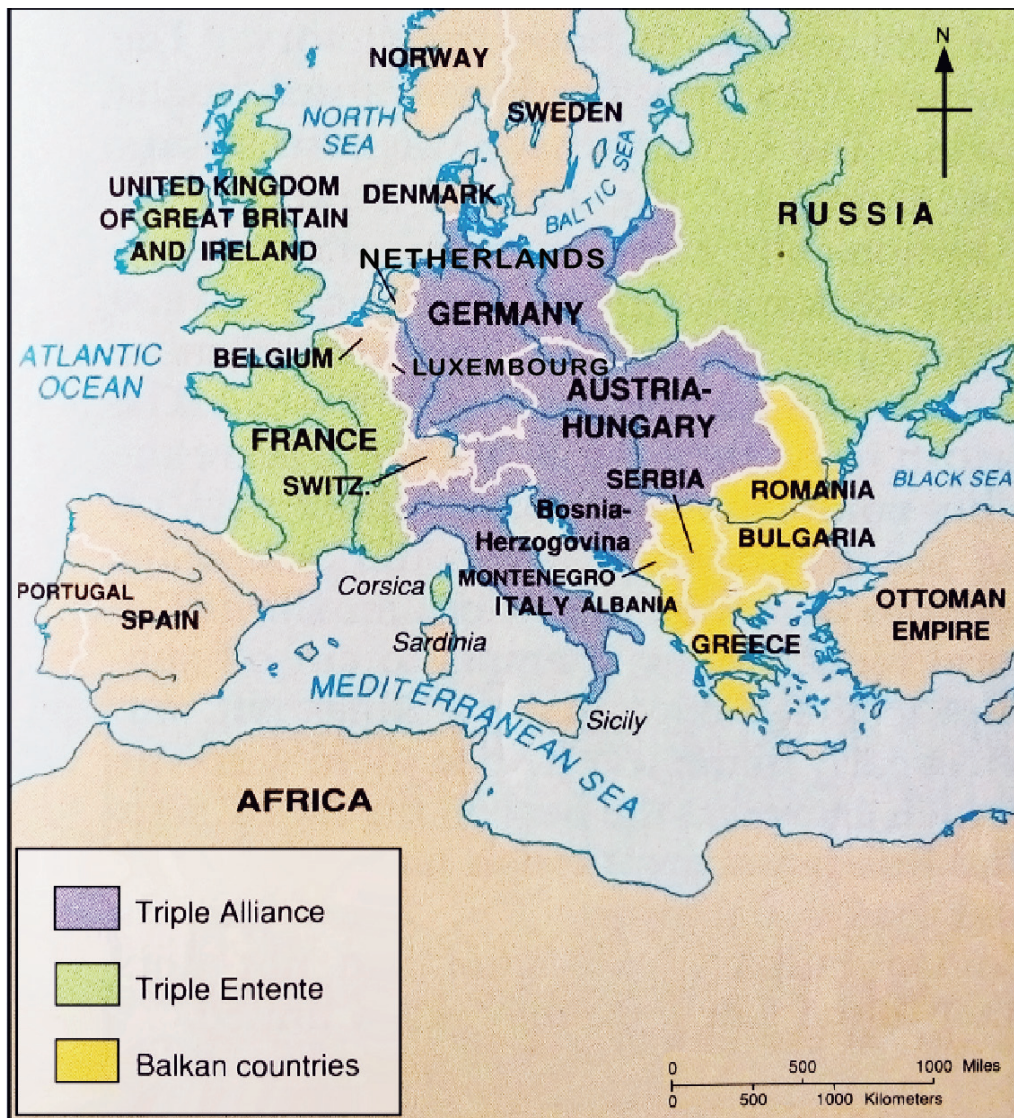 N
NORWAY
NORTH
SEA
SWEDEN
BALTIC SEA
UNITED KINGDOM
OF GREAT BRITAIN
AND IRELAND
DENMARK
RUSSIA
NETHERLANDS
GERMANY
ATLANTIC
OCEAN
BELGIUM
LUXEMBOURG
AUSTRIA-
HUNGARY
FRANCE
SWITZ.
SERBIA
ROMANIA
BLACK SEA
Bosnia-
Herzogovina
BULGARIA
MONTENEGRO
Corsica
PORTUGAL
SPAIN
ITALY
ALBANIA
OTTOMAN
EMPIRE
Sardinia
GREECE
MEDITERRANEAN SEA
Sicily
AFRICA
Triple Alliance
Triple Entente
Balkan countries
0 500 1000 Miles
0 500 1000 Kilometers